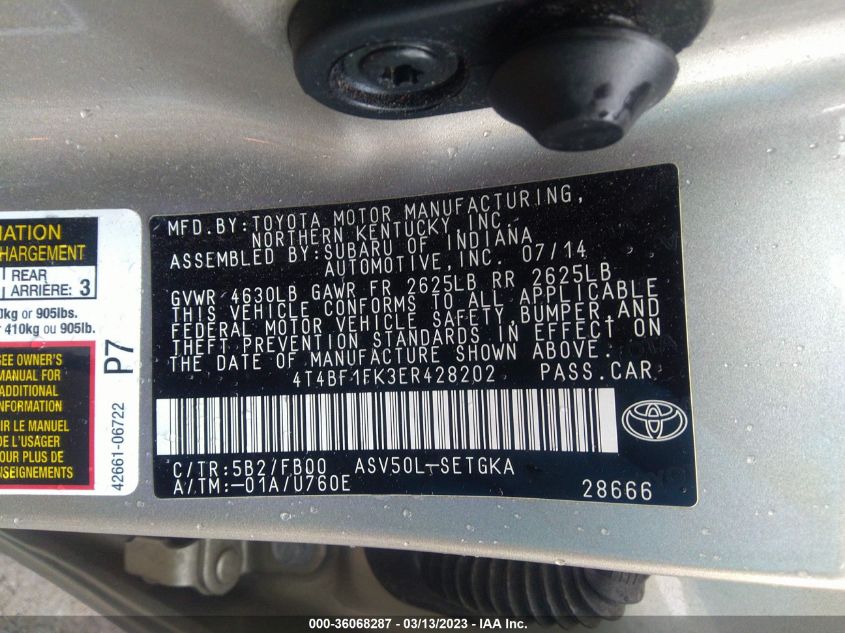 MATION
CHARGEMENT
REAR
ARRIÈRE: 3
kg or 905lbs.
410kg ou 905lb.
SEE OWNER'S
MANUAL FOR
ADDITIONAL
INFORMATION
LE MANUEL
DE L'USAGER
POUR PLUS DE
P7
42661-06722
MFD.BY:TOYOTA MOTOR MANUFACTURING,
NORTHERN KENTUCKY INC.
ASSEMBLED BY:SUBARU OF INDIANA
AUTOMOTIVE,INC. 07/14
GVWR 4630LB GAWR FR 2625LB RR 2625LB
THIS VEHICLE CONFORMS TO ALL APPLICABLE
FEDERAL MOTOR VEHICLE SAFETY,BUMPER,AND
THEFT PREVENTION STANDARDS IN EFFECT ON
THE DATE OF MANUFACTURE SHOWN ABOVE.
4T4BF1FK3ER428202 PASS.CAR
C/TR:5B2/FB00 ASV50L-SETGKA
A/TM:-01A/U760E
28666
000-36068287 - 03/13/2023 - IAA Inc.